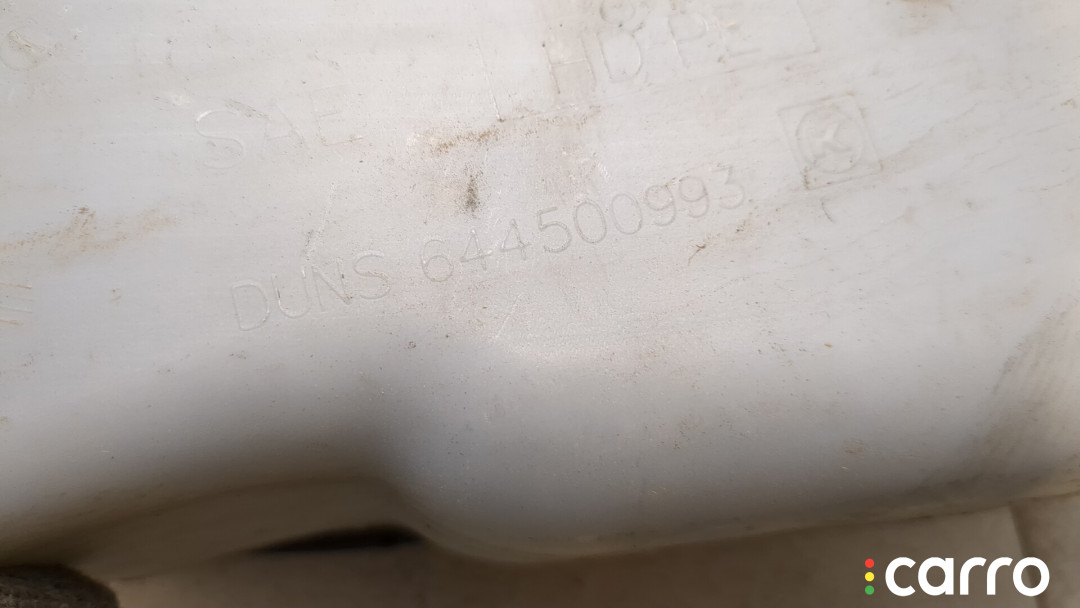 HDPE
SAE
DUNS 644500993
K
carro